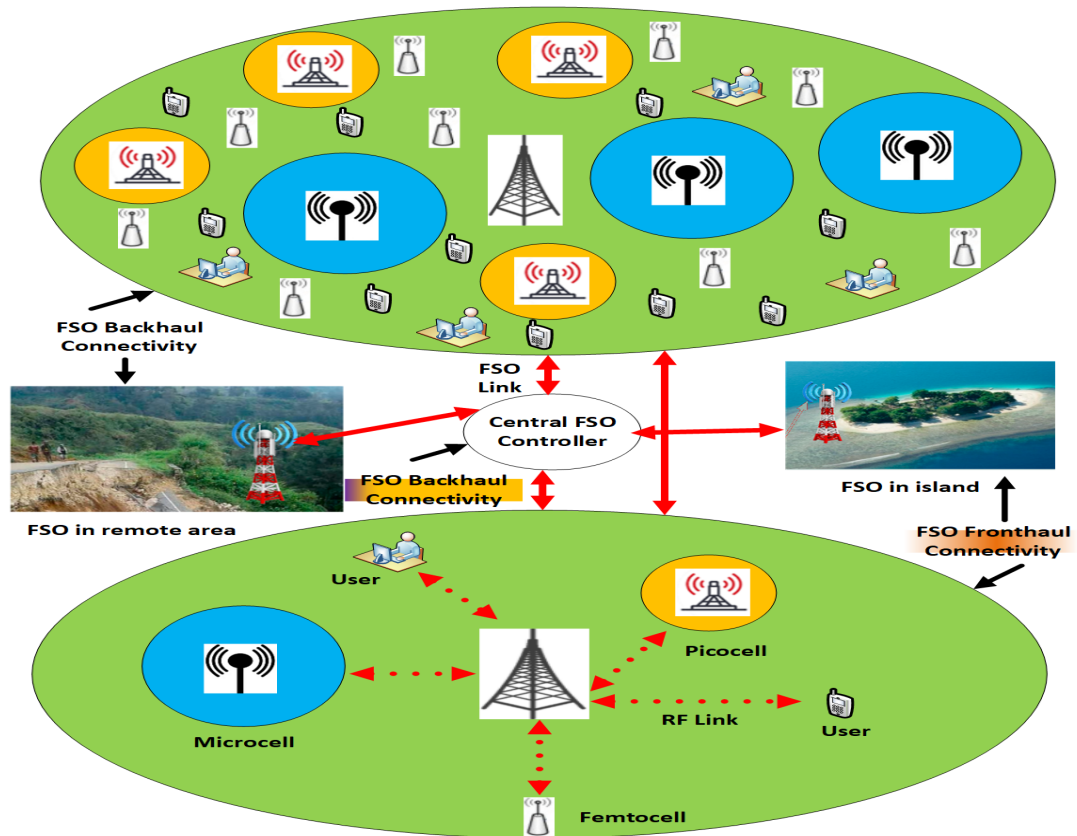 FSO Backhaul
Connectivity
FSO
Link
Central FSO
Controller
FSO Backhaul
Connectivity
FSO in remote area
FSO in island
FSO Fronthaul
Connectivity
User
Picocell
Microcell
RF Link
User
Femtocell